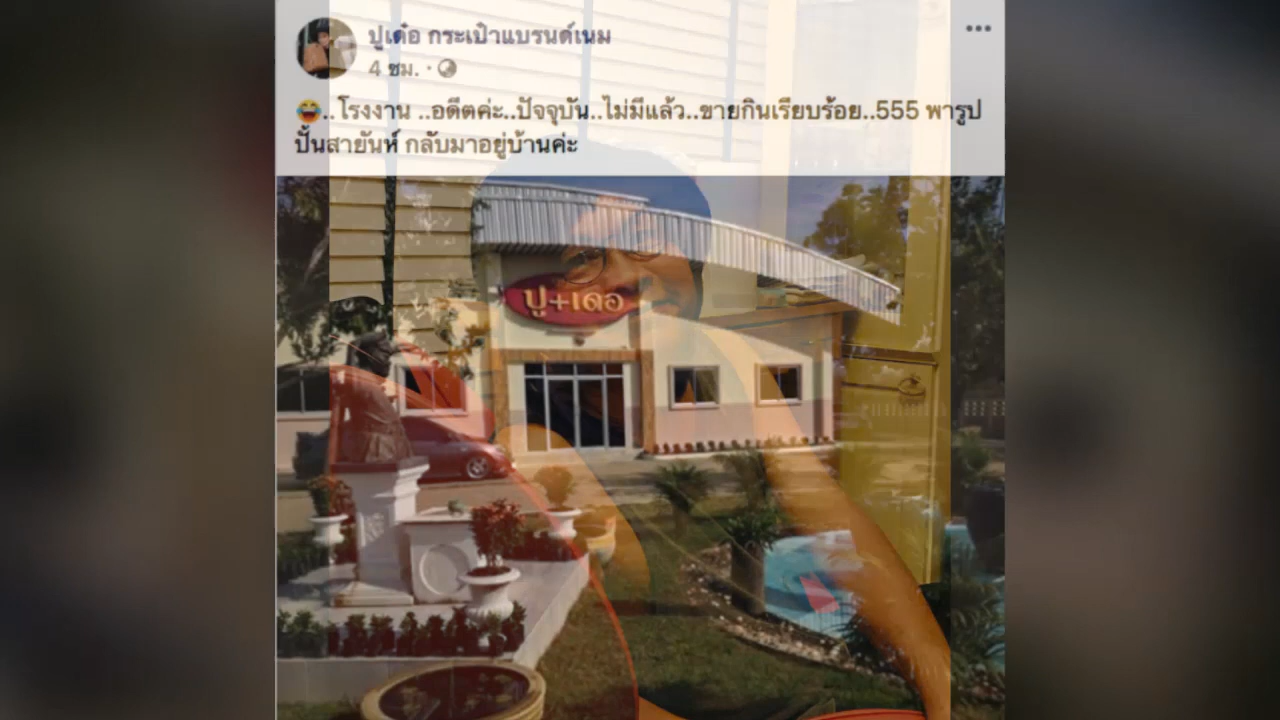 ปูเด๋อ กระเป๋าแบรนด์เนม
4 ชม.
😂..โรงงาน ..อดีตค่ะ..ปัจจุบัน..ไม่มีแล้ว..ขายกินเรียบร้อย..555 พารูป
ปั้นสายันห์ กลับมาอยู่บ้านค่ะ
ปู+เดอ